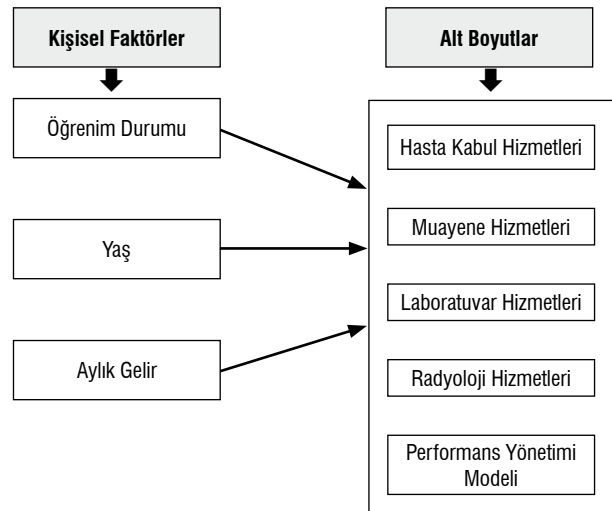 Kişisel Faktörler
Öğrenim Durumu
Yaş
Aylık Gelir
Alt Boyutlar
Hasta Kabul Hizmetleri
Muayene Hizmetleri
Laboratuvar Hizmetleri
Radyoloji Hizmetleri
Performans Yönetimi
Modeli